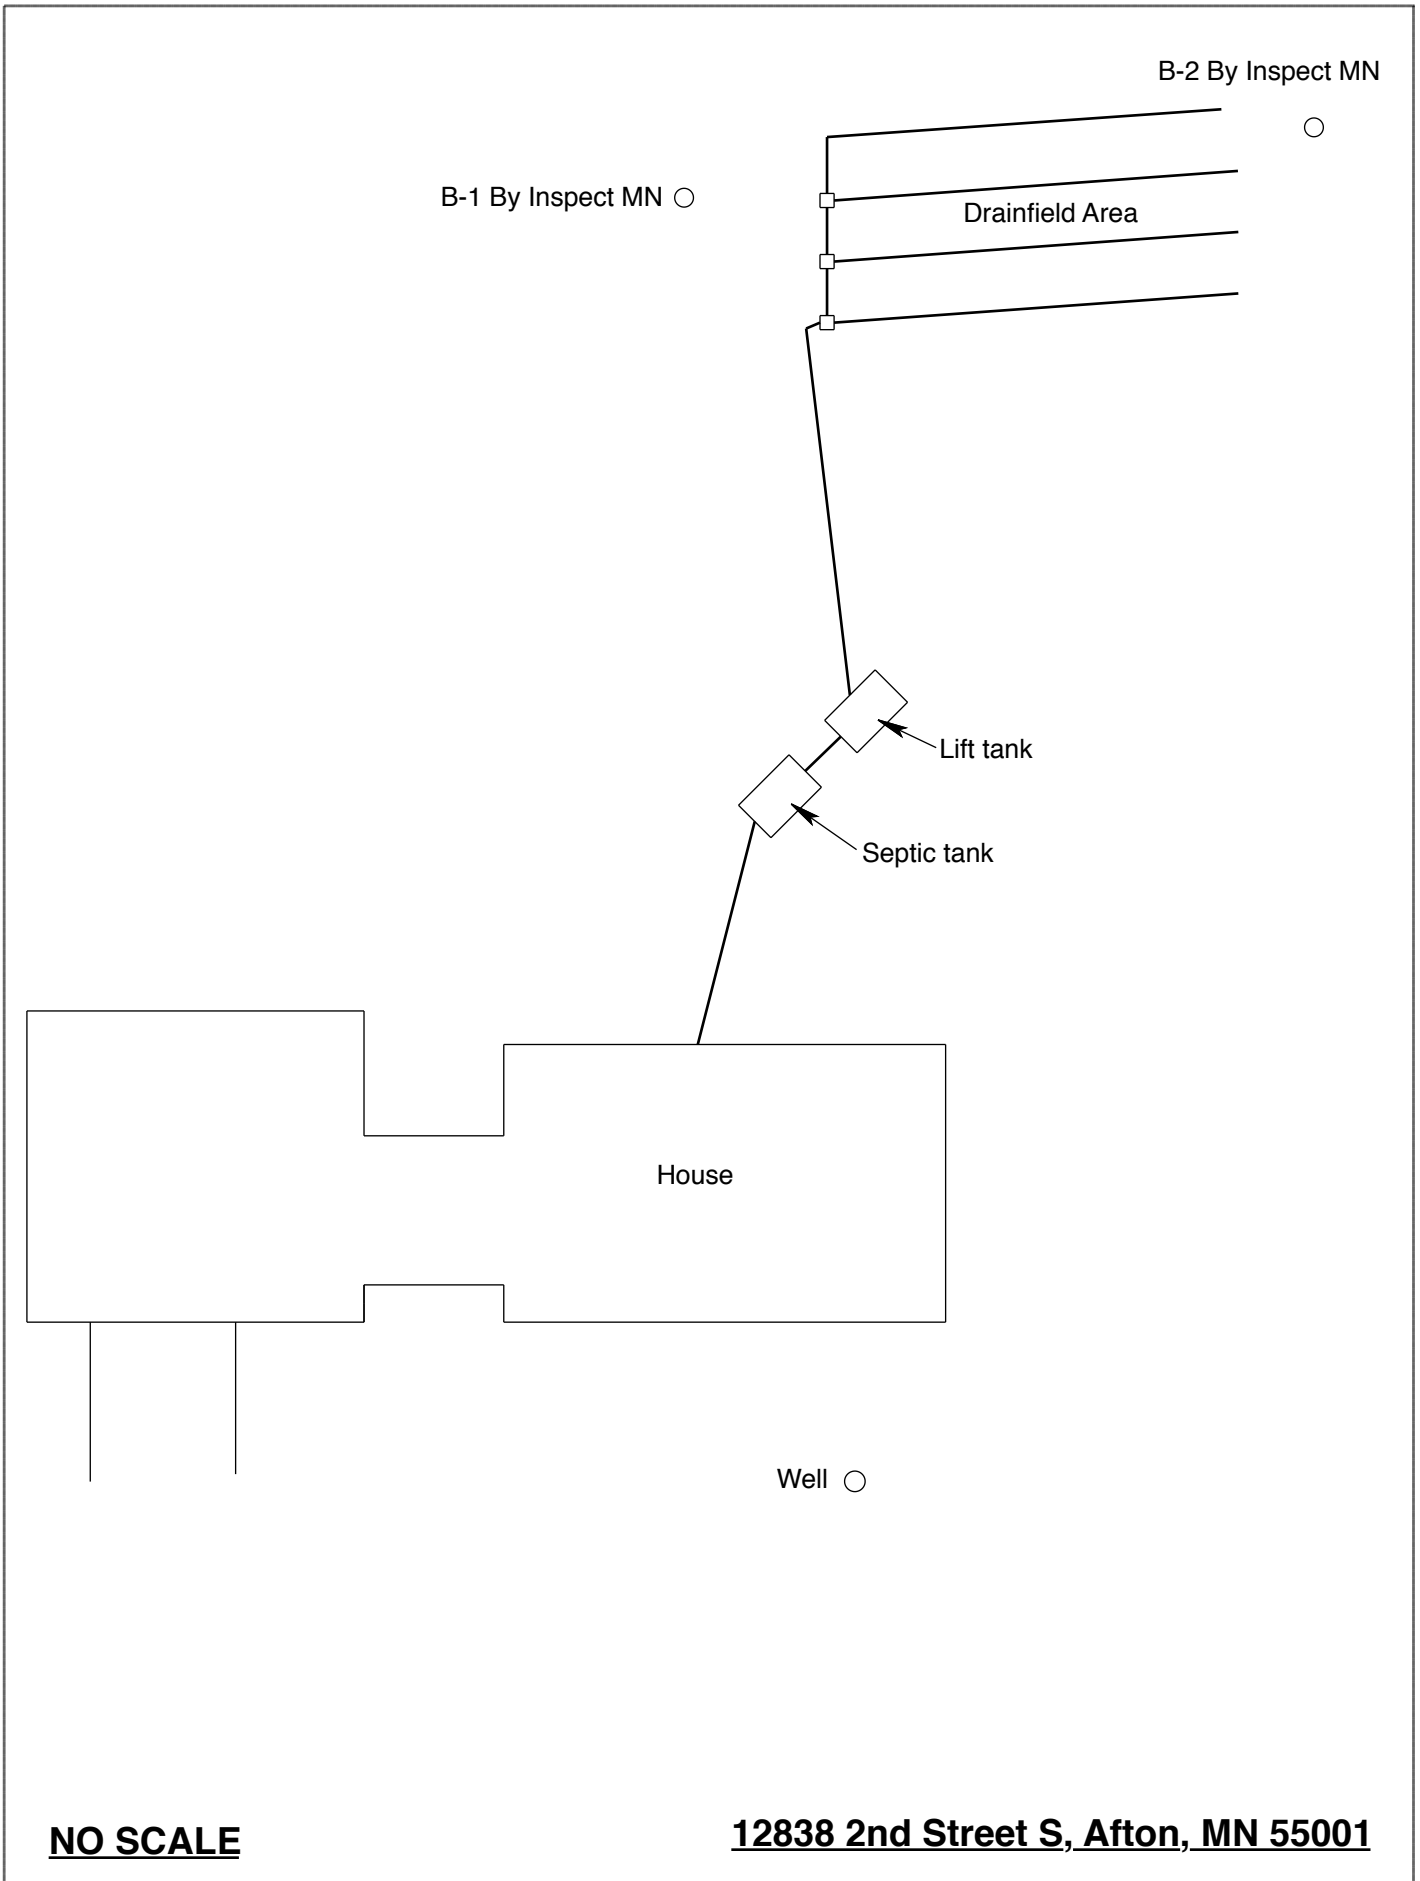 B-2 By Inspect MN
B-1 By Inspect MN
Drainfield Area
Lift tank
Septic tank
House
Well
NO SCALE
12838 2nd Street S, Afton, MN 55001